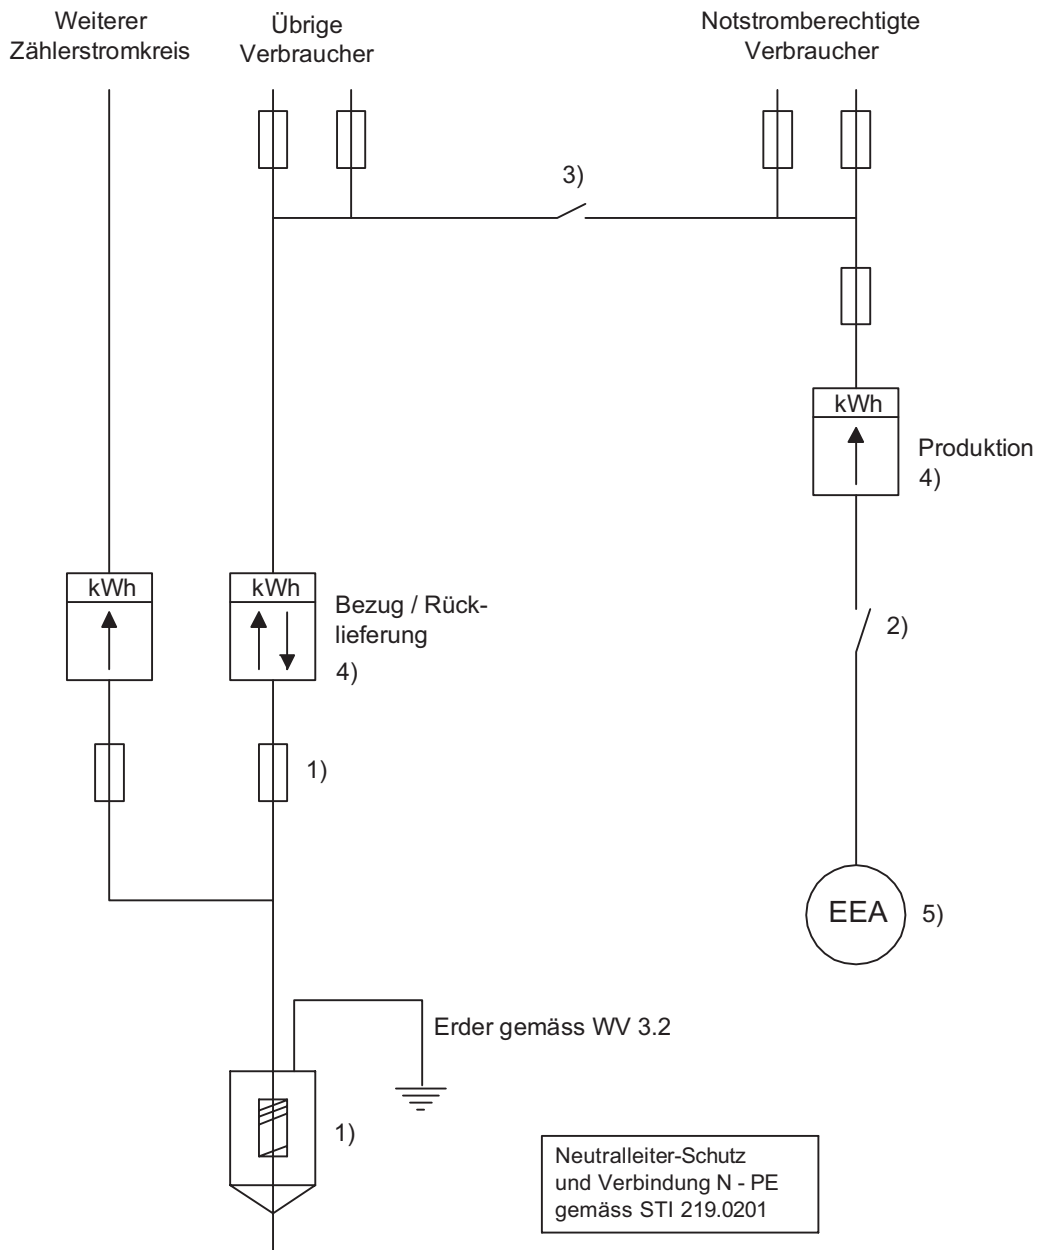 Weiterer
Zählerstromkreis
Übrige
Verbraucher
Notstromberechtigte
Verbraucher
3)
kWh
Produktion
4)
kWh
kWh
Bezug / Rück-
lieferung
4)
2)
1)
EEA
5)
Erder gemäss WV 3.2
1)
Neutralleiter-Schutz
und Verbindung N - PE
gemäss STI 219.0201